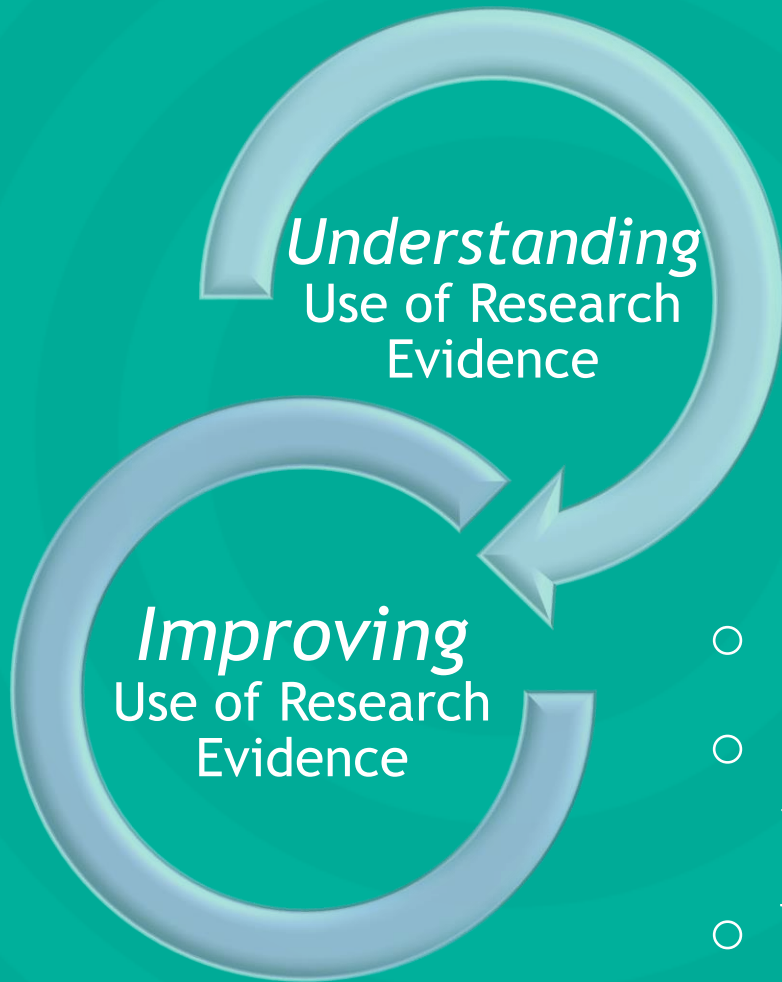 Understanding
Use of Research
Evidence
Improving
Use of Research
Evidence